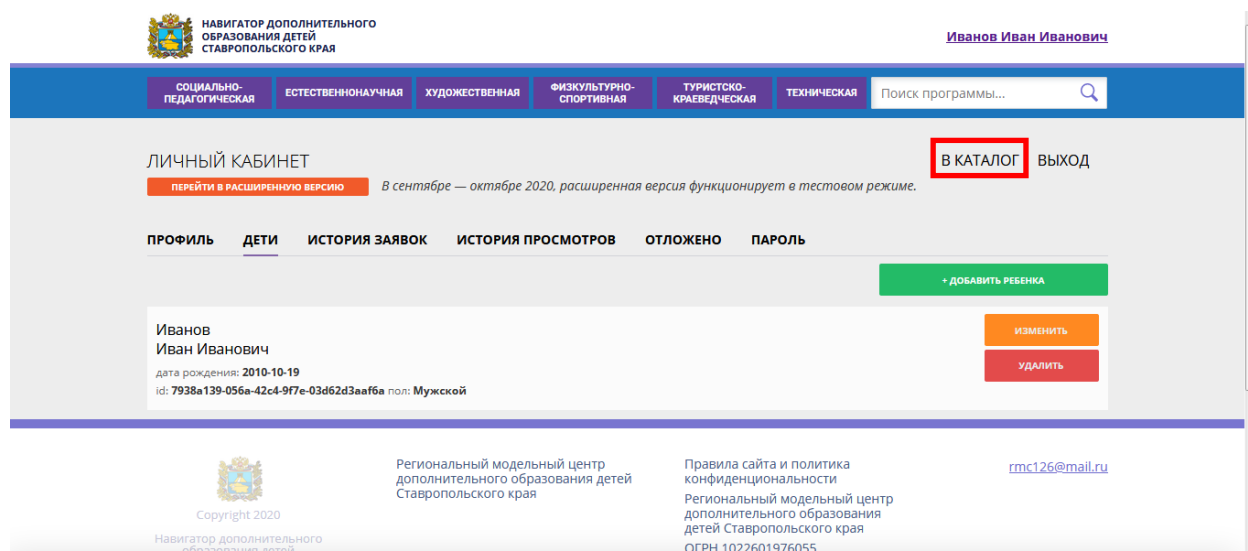 НАВИГАТОР ДОПОЛНИТЕЛЬНОГО
ОБРАЗОВАНИЯ ДЕТЕЙ
СТАВРОПОЛЬСКОГО КРАЯ
Иванов Иван Иванович
СОЦИАЛЬНО-
ПЕДАГОГИЧЕСКАЯ
ЕСТЕСТВЕННОНАУЧНАЯ
ХУДОЖЕСТВЕННАЯ
ФИЗКУЛЬТУРНО-
СПОРТИВНАЯ
ТУРИСТСКО-
КРАЕВЕДЧЕСКАЯ
ТЕХНИЧЕСКАЯ
Поиск программы...
ЛИЧНЫЙ КАБИНЕТ
В КАТАЛОГ ВЫХОД
ПЕРЕЙТИ В РАСШИРЕННУЮ ВЕРСИЮ
В сентябре — октябре 2020, расширенная версия функционирует в тестовом режиме.
ПРОФИЛЬ ДЕТИ ИСТОРИЯ ЗАЯВОК ИСТОРИЯ ПРОСМОТРОВ ОТЛОЖЕНО ПАРОЛЬ
+ ДОБАВИТЬ РЕБЕНКА
Иванов
Иван Иванович
дата рождения: 2010-10-19
id: 7938a139-056a-42c4-9f7e-03d62d3aaf6a пол: Мужской
ИЗМЕНИТЬ
УДАЛИТЬ
Copyright 2020
Навигатор дополнительного
образования детей
Региональный модельный центр
дополнительного образования детей
Ставропольского края
Правила сайта и политика
конфиденциональности
Региональный модельный центр
дополнительного образования
детей Ставропольского края
ОГРН 1022601976055
rmc126@mail.ru